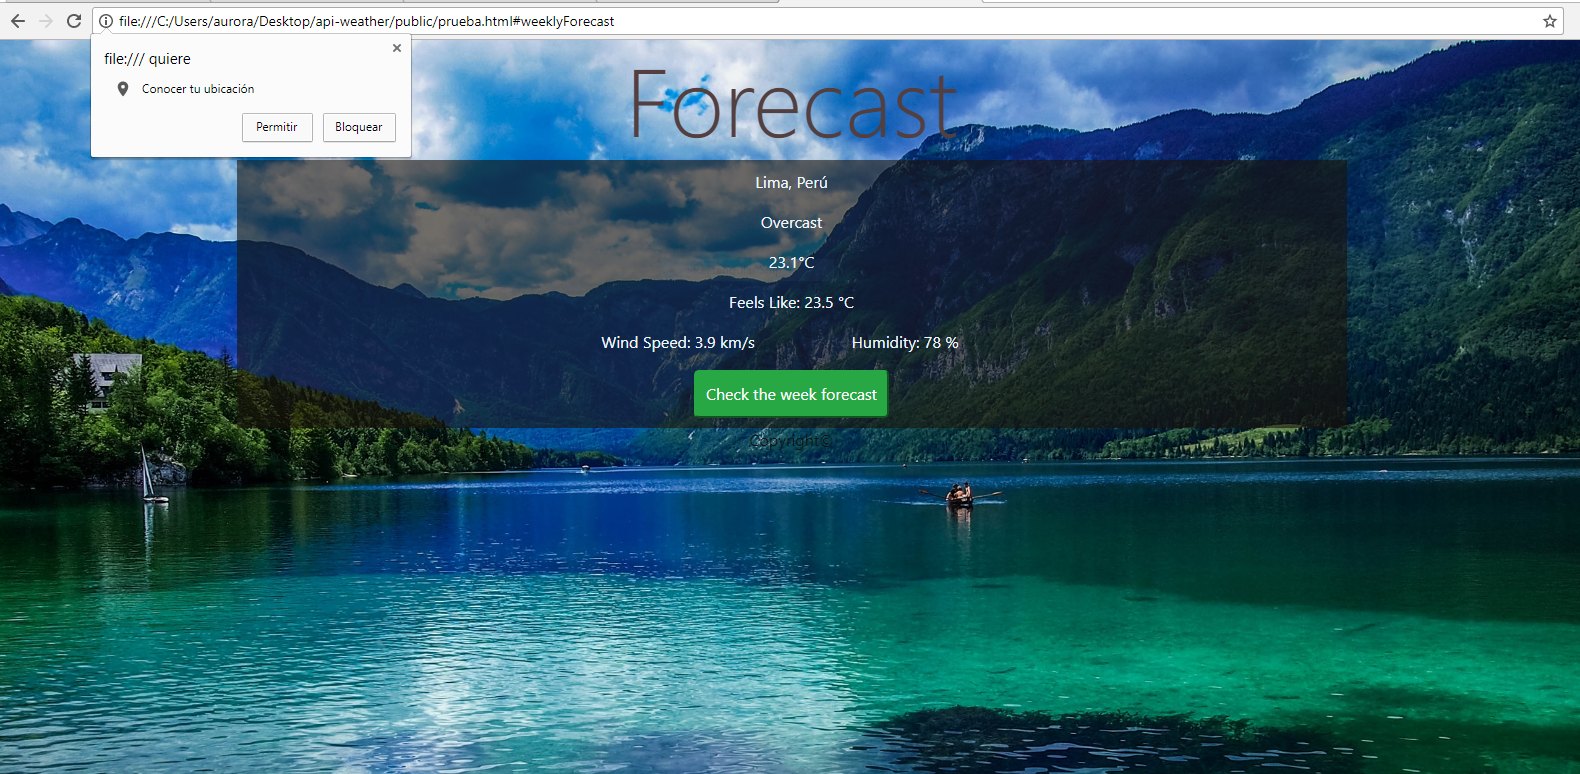 file:///C:/Users/aurora/Desktop/api-weather/public/prueba.html#weeklyForecast
file:/// quiere
Conocer tu ubicación
Permitir Bloquear
Forecast
Lima, Perú
Overcast
23.1°C
Feels Like: 23.5 °C
Wind Speed: 3.9 km/s Humidity: 78 %
Check the week forecast
Copyright©